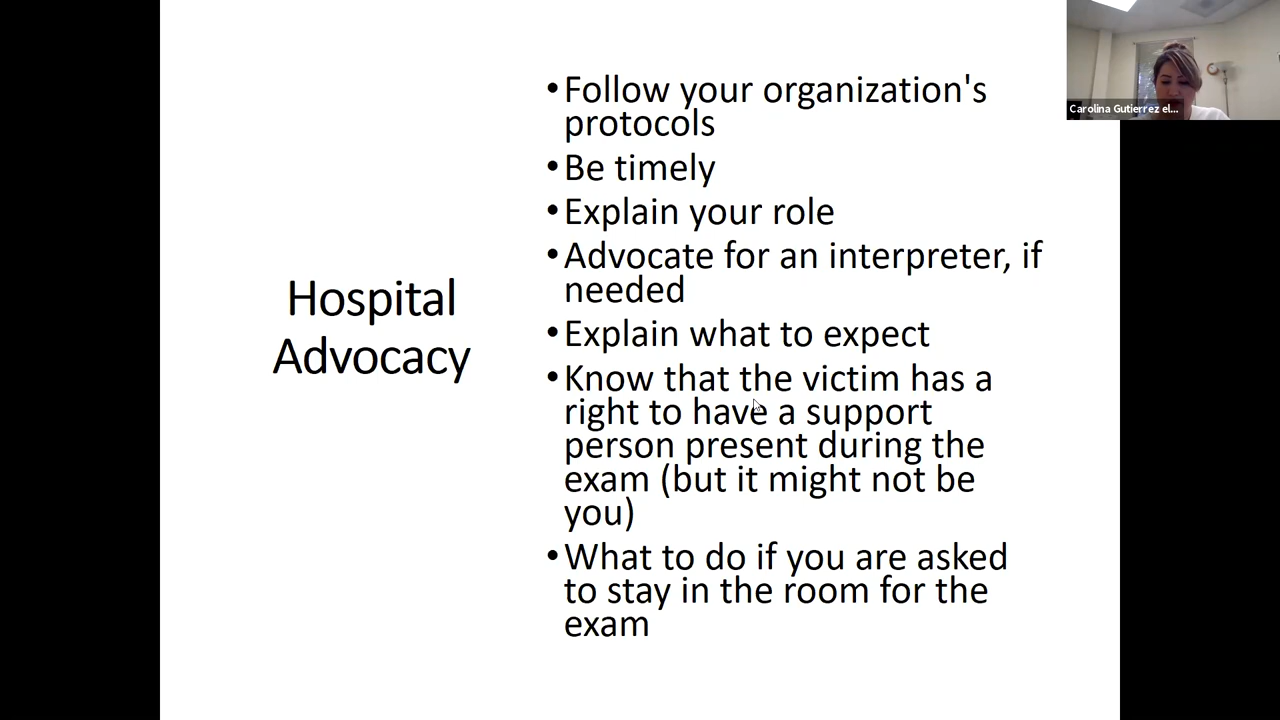 Hospital
Advocacy
•Follow your organization's
protocols
•Be timely
•Explain your role
•Advocate for an interpreter, if
needed
•Explain what to expect
•Know that the victim has a
right to have a support
person present during the
exam (but it might not be
you)
•What to do if you are asked
to stay in the room for the
exam
Carolina Gutierrez el...